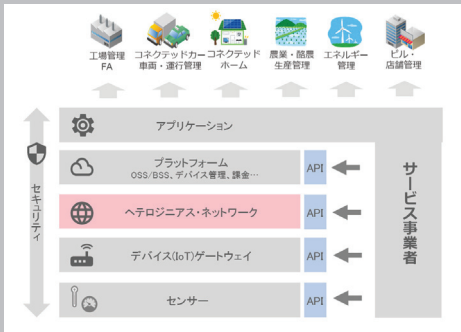 工場管理
FA
コネクテッドカー
車両・運行管理
コネクテッド
ホーム
農業・酪農
生産管理
エネルギー
管理
ビル・
店舗管理
セキュリティ
アプリケーション
プラットフォーム
OSS/BSS、デバイス管理、課金…
API
ヘテロジニアス・ネットワーク
API
デバイス(IoT)ゲートウェイ
API
センサー
API
サービス事業者